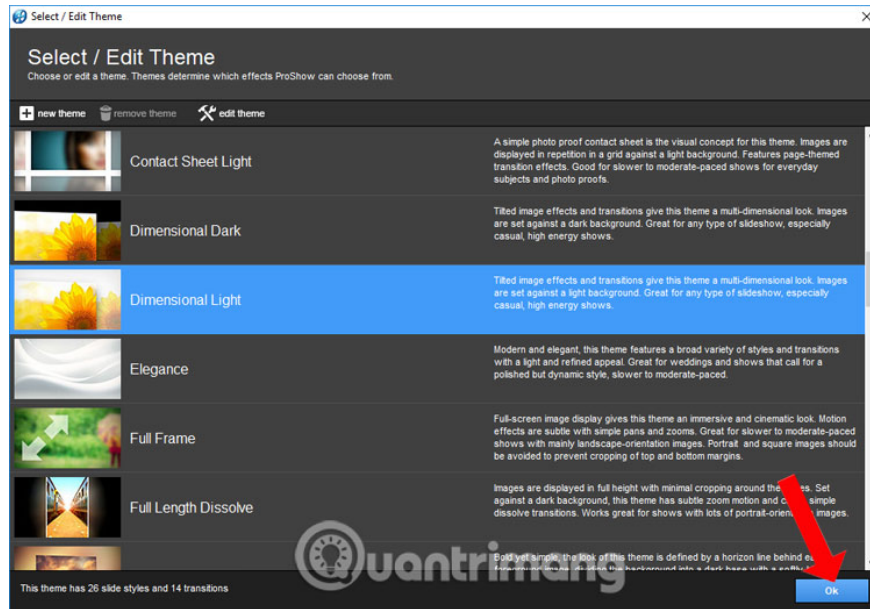 Select / Edit Theme
Select / Edit Theme
Choose or edit a theme. Themes determine which effects ProShow can choose from.
new theme remove theme edit theme
Contact Sheet Light
A simple photo proof contact sheet is the visual concept for this theme. Images are
displayed in repetition in a grid against a light background. Features page-themed
transition effects. Good for slower to moderate-paced shows for everyday
subjects and photo proofs.
Dimensional Dark
Tilted image effects and transitions give this theme a multi-dimensional look. Images
are set against a dark background. Great for any type of slideshow, especially
casual, high energy shows.
Dimensional Light
Tilted image effects and transitions give this theme a multi-dimensional look. Images
are set against a light background. Great for any type of slideshow, especially
casual, high energy shows.
Elegance
Modern and elegant, this theme features a broad variety of styles and transitions
with a light and refined appeal. Great for weddings and shows that call for a
polished but dynamic style, slower to moderate-paced.
Full Frame
Full-screen image display gives this theme an immersive and cinematic look. Motion
effects are subtle with simple pans and zooms. Great for slower to moderate-paced
shows with mainly landscape-orientation images. Portrait and square images should
be avoided to prevent cropping of top and bottom margins.
Full Length Dissolve
Images are displayed in full height with minimal cropping around the Set
against a dark background, this theme has subtle zoom motion and simple
dissolve transitions. Works great for shows with lots of portrait-orien images.
Bold yet simple, the look of this theme is defined by a horizon line behind
foreground image, dividing the background into a dark base with a softly
Quantrimang
This theme has 26 slide styles and 14 transitions
Ok